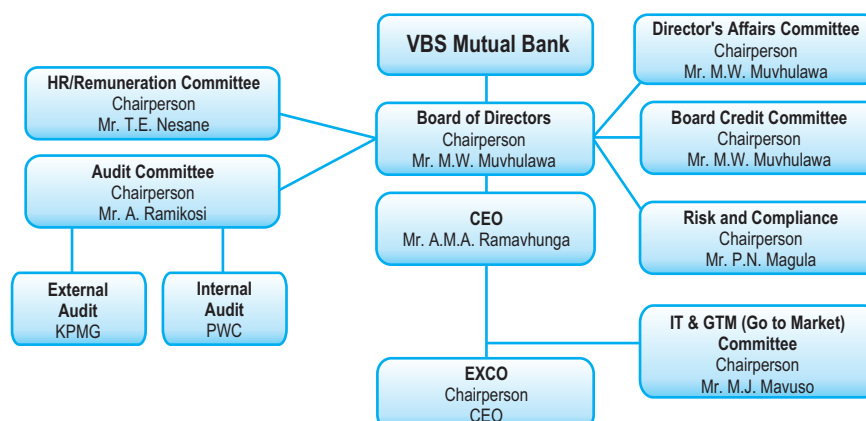 VBS Mutual Bank
HR/Remuneration Committee
Chairperson
Mr. T.E. Nesane
Audit Committee
Chairperson
Mr. A. Ramikosi
External
Audit
KPMG
Internal
Audit
PWC
Board of Directors
Chairperson
Mr. M.W. Muvhulawa
CEO
Mr. A.M.A. Ramavhunga
EXCO
Chairperson
CEO
Director's Affairs Committee
Chairperson
Mr. M.W. Muvhulawa
Board Credit Committee
Chairperson
Mr. M.W. Muvhulawa
Risk and Compliance
Chairperson
Mr. P.N. Magula
IT & GTM (Go to Market)
Committee
Chairperson
Mr. M.J. Mavuso